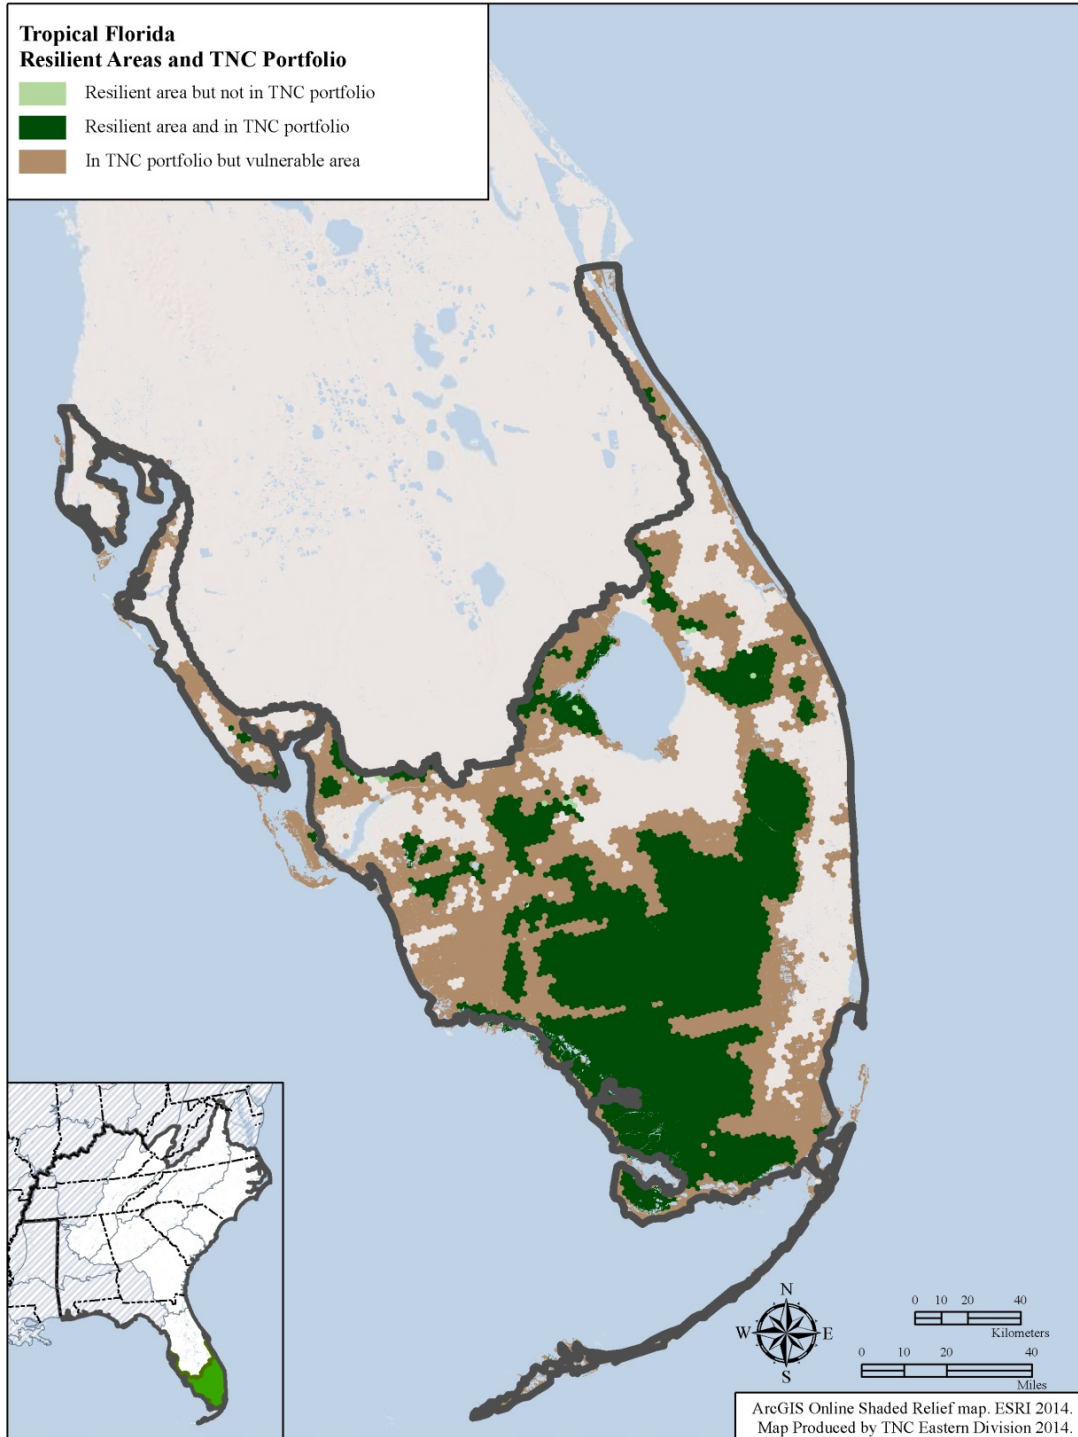 Tropical Florida
Resilient Areas and TNC Portfolio
Resilient area but not in TNC portfolio
Resilient area and in TNC portfolio
In TNC portfolio but vulnerable area
N
W E
S
0 10 20 40
Kilometers
0 10 20 40
Miles
ArcGIS Online Shaded Relief map. ESRI 2014.
Map Produced by TNC Eastern Division 2014.